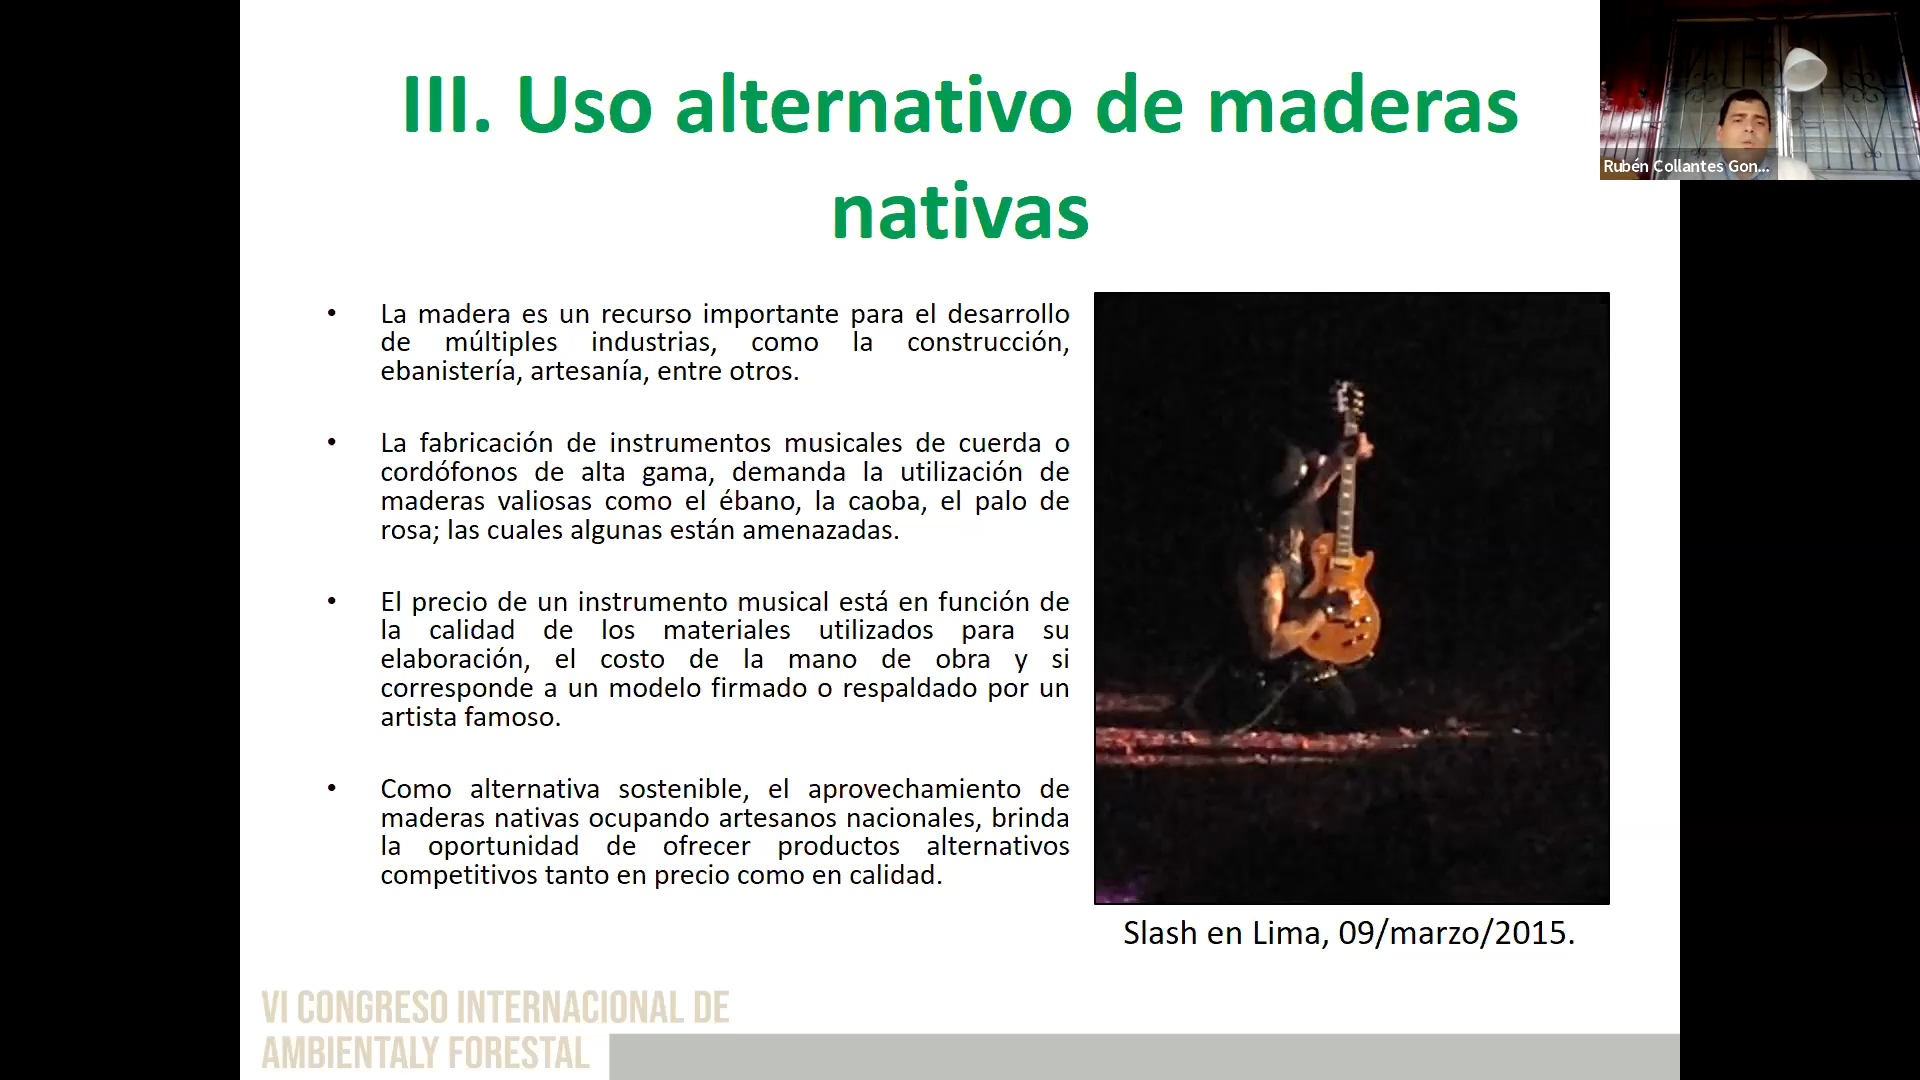 III. Uso alternativo de maderas
nativas
Rubén Collantes Gon...
• La madera es un recurso importante para el desarrollo
de múltiples industrias, como la construcción,
ebanistería, artesanía, entre otros.
• La fabricación de instrumentos musicales de cuerda o
cordófonos de alta gama, demanda la utilización de
maderas valiosas como el ébano, la caoba, el palo de
rosa; las cuales algunas están amenazadas.
• El precio de un instrumento musical está en función de
la calidad de los materiales utilizados para su
elaboración, el costo de la mano de obra y si
corresponde a un modelo firmado o respaldado por un
artista famoso.
• Como alternativa sostenible, el aprovechamiento de
maderas nativas ocupando artesanos nacionales, brinda
la oportunidad de ofrecer productos alternativos
competitivos tanto en precio como en calidad.
Slash en Lima, 09/marzo/2015.
VI CONGRESO INTERNACIONAL DE
AMBIENTALY FORESTAL